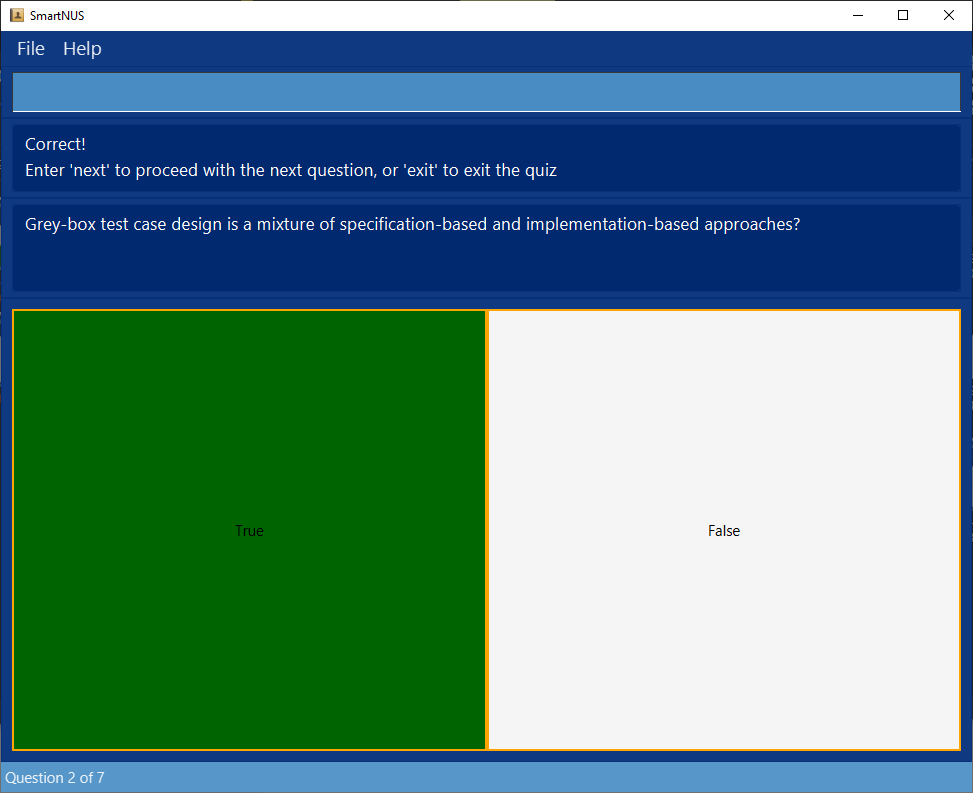 SmartNUS
File Help
Correct!
Enter 'next' to proceed with the next question, or 'exit' to exit the quiz
Grey-box test case design is a mixture of specification-based and implementation-based approaches?
True False
Question 2 of 7